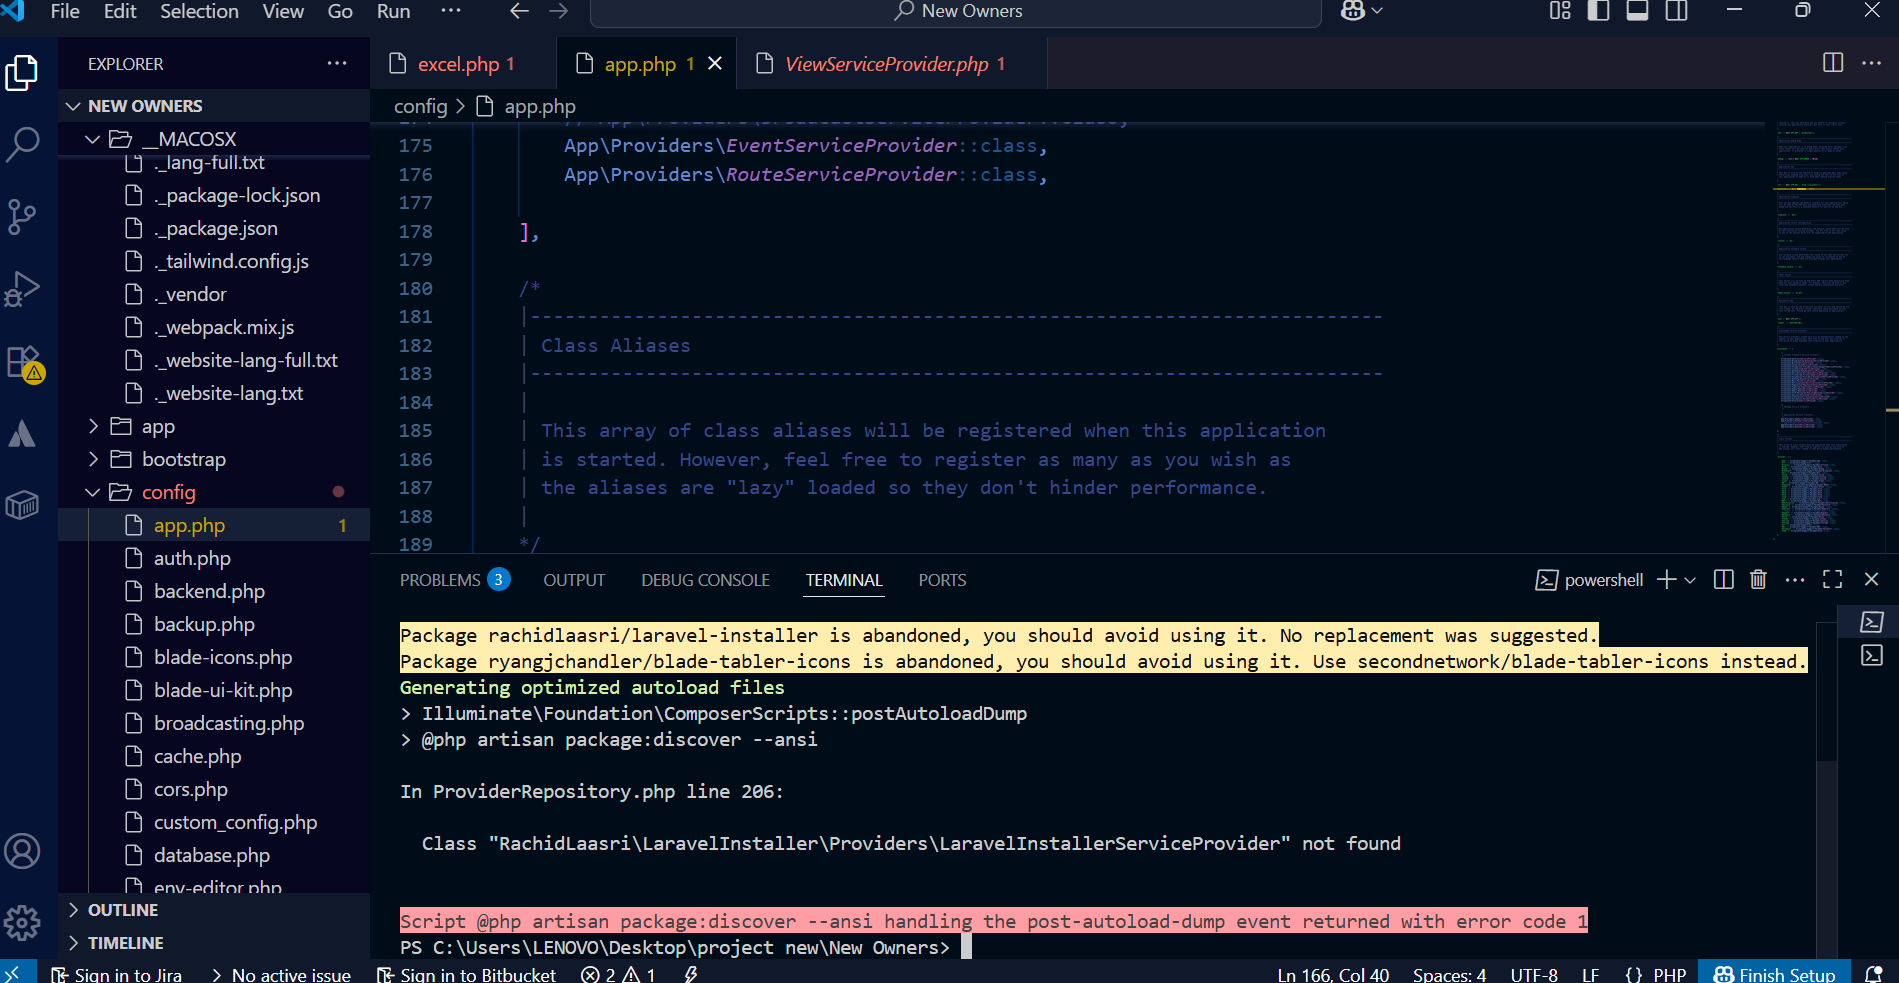 File Edit Selection View Go Run ··· New Owners
EXPLORER ···
NEW OWNERS
__MACOSX
._lang-full.txt
._package-lock.json
._package.json
._tailwind.config.js
._vendor
._webpack.mix.js
._website-lang-full.txt
._website-lang.txt
app
bootstrap
config
app.php 1
auth.php
backend.php
backup.php
blade-icons.php
blade-ui-kit.php
broadcasting.php
cache.php
cors.php
custom_config.php
database.php
env-editor.php
OUTLINE
TIMELINE
excel.php 1 app.php 1 ViewServiceProvider.php 1
config > app.php
175 App\Providers\EventServiceProvider::class,
176 App\Providers\RouteServiceProvider::class,
177
178 ],
179
180 /*
181 |--------------------------------------------------------------------------
182 | Class Aliases
183 |--------------------------------------------------------------------------
184 |
185 | This array of class aliases will be registered when this application
186 | is started. However, feel free to register as many as you wish as
187 | the aliases are "lazy" loaded so they don't hinder performance.
188 |
189 */
PROBLEMS 3 OUTPUT DEBUG CONSOLE TERMINAL PORTS powershell
Package rachidlaasri/laravel-installer is abandoned, you should avoid using it. No replacement was suggested.
Package ryangjchandler/blade-tabler-icons is abandoned, you should avoid using it. Use secondnetwork/blade-tabler-icons instead.
Generating optimized autoload files
> Illuminate\Foundation\ComposerScripts::postAutoloadDump
> @php artisan package:discover --ansi
In ProviderRepository.php line 206:
Class "RachidLaasri\LaravelInstaller\Providers\LaravelInstallerServiceProvider" not found
Script @php artisan package:discover --ansi handling the post-autoload-dump event returned with error code 1
PS C:\Users\LENOVO\Desktop\project new\New Owners>
Sign in to Jira > No active issue Sign in to Bitbucket 2 1 Ln 166, Col 40 Spaces: 4 UTF-8 LF {} PHP Finish Setup